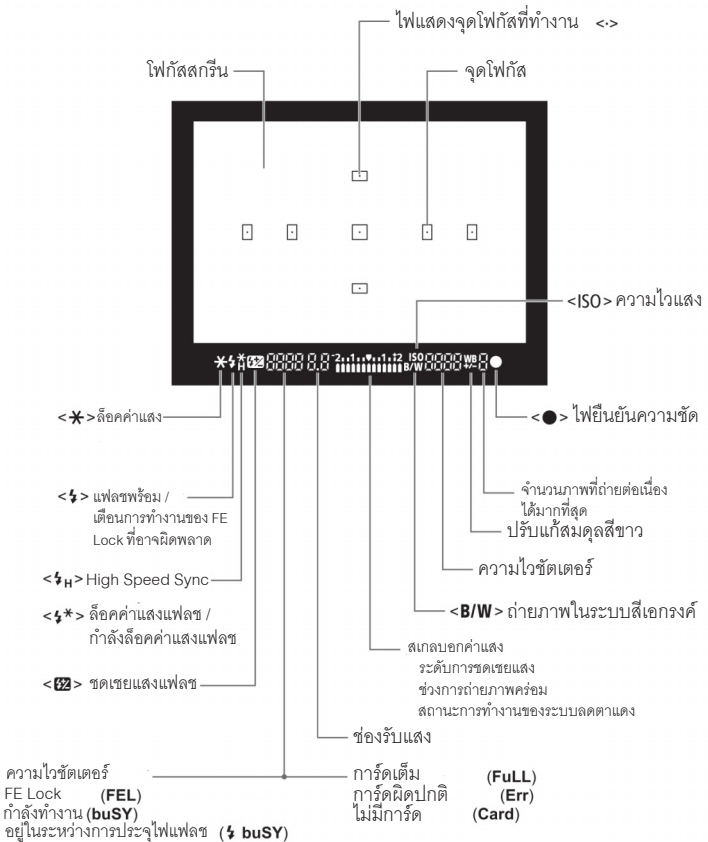 ไฟแสดงจุดโฟกัสที่ทำงาน <·>
โฟกัสสกรีน
จุดโฟกัส
<ISO> ความไวแสง
-2..1..▼..1.‡2 ISO B/W WB +/-
<✱> ล็อคค่าแสง
<●> ไฟยืนยันความชัด
<⚡> แฟลชพร้อม /
เตือนการทำงานของ FE
Lock ที่อาจผิดพลาด
จำนวนภาพที่ถ่ายต่อเนื่อง
ได้มากที่สุด
ปรับแก้สมดุลสีขาว
<⚡H> High Speed Sync
ความไวชัตเตอร์
<⚡✱> ล็อคค่าแสงแฟลช /
กำลังล็อคค่าแสงแฟลช
<B/W> ถ่ายภาพในระบบสีเอกรงค์
สเกลบอกค่าแสง
ระดับการชดเชยแสง
ช่วงการถ่ายภาพคร่อม
สถานะการทำงานของระบบลดตาแดง
ชดเชยแสงแฟลช
ช่องรับแสง
ความไวชัตเตอร์
FE Lock (FEL)
กำลังทำงาน (buSY)
อยู่ในระหว่างการประจุไฟแฟลช (⚡ buSY)
การ์ดเต็ม (FuLL)
การ์ดผิดปกติ (Err)
ไม่มีการ์ด (Card)